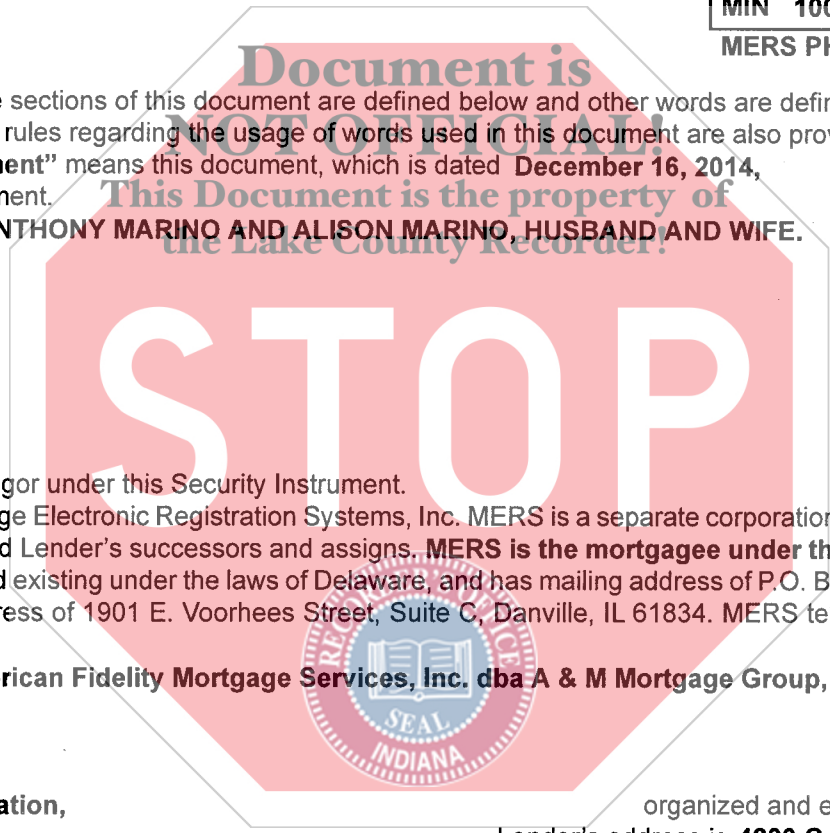 MIN 100
MERS PH
Document is
e sections of this document are defined below and other words are defin
NOT OFFICIAL!
rules regarding the usage of words used in this document are also prov
ent" means this document, which is dated December 16, 2014,
ment.
This Document is the property of
NTHONY MARINO AND ALISON MARINO, HUSBAND AND WIFE.
the Lake County Recorder!
STOP
gor under this Security Instrument.
ge Electronic Registration Systems, Inc. MERS is a separate corporation
d Lender's successors and assigns. MERS is the mortgagee under th
d existing under the laws of Delaware, and has mailing address of P.O. B
ress of 1901 E. Voorhees Street, Suite C, Danville, IL 61834. MERS te
RECORDER'S OFFICE
rican Fidelity Mortgage Services, Inc. dba A & M Mortgage Group,
SEAL
INDIANA
ation,
organized and e
Lender's address is